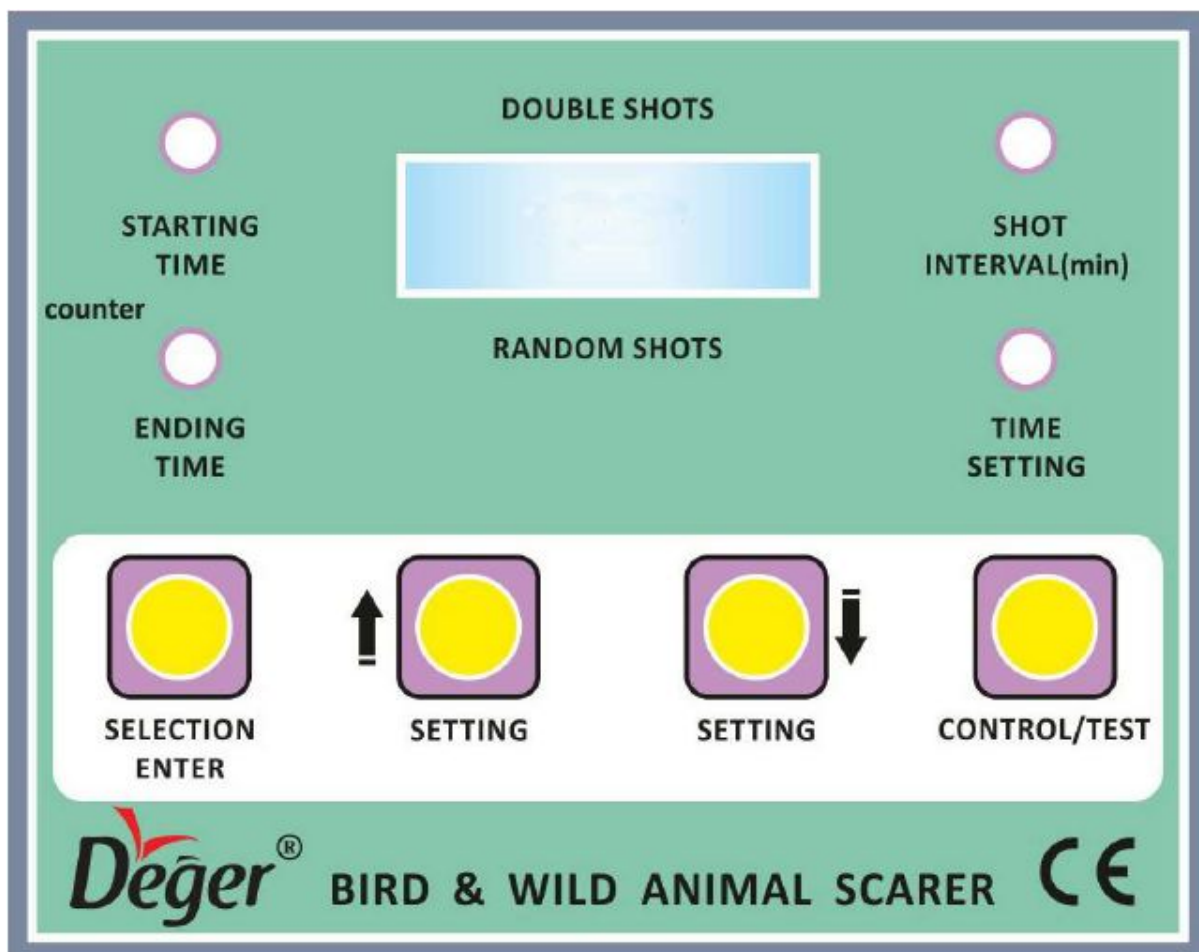 DOUBLE SHOTS
STARTING
TIME
SHOT
INTERVAL(min)
counter
RANDOM SHOTS
ENDING
TIME
TIME
SETTING
SELECTION
ENTER
SETTING
SETTING
CONTROL/TEST
Değer®
BIRD & WILD ANIMAL SCARER
CE